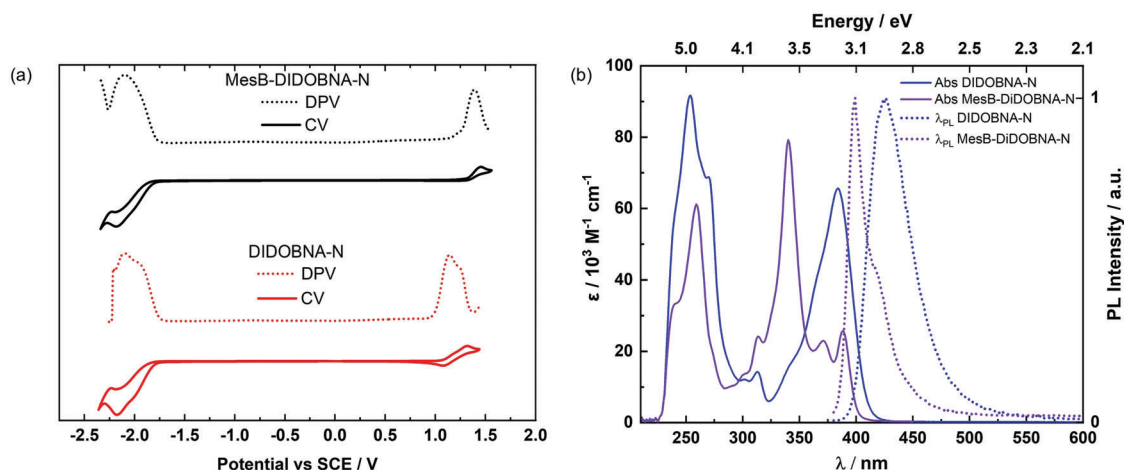 (a)
MesB-DIDOBNA-N
DPV
CV
DIDOBNA-N
DPV
CV
-2.5 -2.0 -1.5 -1.0 -0.5 0.0 0.5 1.0 1.5 2.0
Potential vs SCE / V
Energy / eV
5.0 4.1 3.5 3.1 2.8 2.5 2.3 2.1
(b)
Abs DIDOBNA-N
Abs MesB-DiDOBNA-N
λPL DIDOBNA-N
λPL MesB-DiDOBNA-N
100
80
60
40
20
0
ε / 10³ M⁻¹ cm⁻¹
1
0
PL Intensity / a.u.
250 300 350 400 450 500 550 600
λ / nm